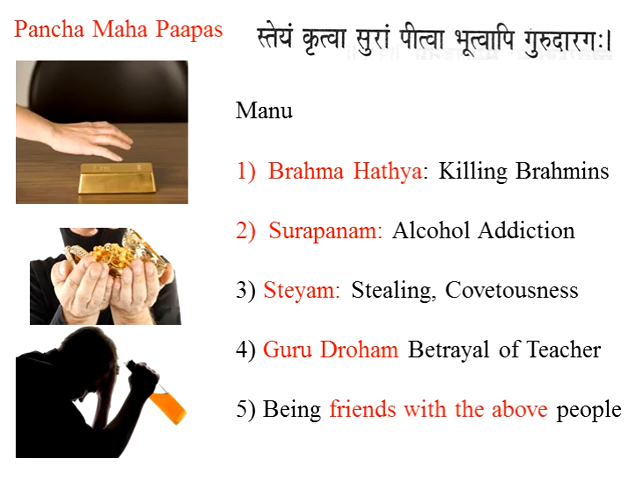 Pancha Maha Paapas
स्तेयं कृत्वा सुरां पीत्वा भूत्वापि गुरुदारगः।
Manu
1) Brahma Hathya: Killing Brahmins
2) Surapanam: Alcohol Addiction
3) Steyam: Stealing, Covetousness
4) Guru Droham Betrayal of Teacher
5) Being friends with the above people